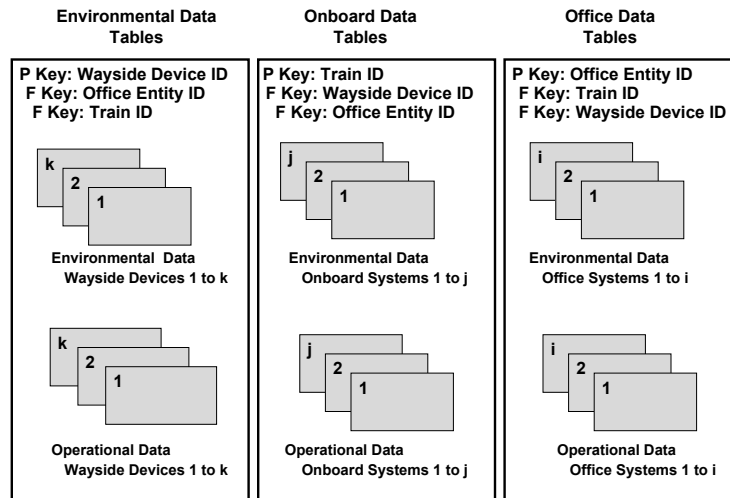 Environmental Data
Tables
P Key: Wayside Device ID
F Key: Office Entity ID
F Key: Train ID
k
2
1
Environmental Data
Wayside Devices 1 to k
k
2
1
Operational Data
Wayside Devices 1 to k
Onboard Data
Tables
P Key: Train ID
F Key: Wayside Device ID
F Key: Office Entity ID
j
2
1
Environmental Data
Onboard Systems 1 to j
j
2
1
Operational Data
Onboard Systems 1 to j
Office Data
Tables
P Key: Office Entity ID
F Key: Train ID
F Key: Wayside Device ID
i
2
1
Environmental Data
Office Systems 1 to i
i
2
1
Operational Data
Office Systems 1 to i